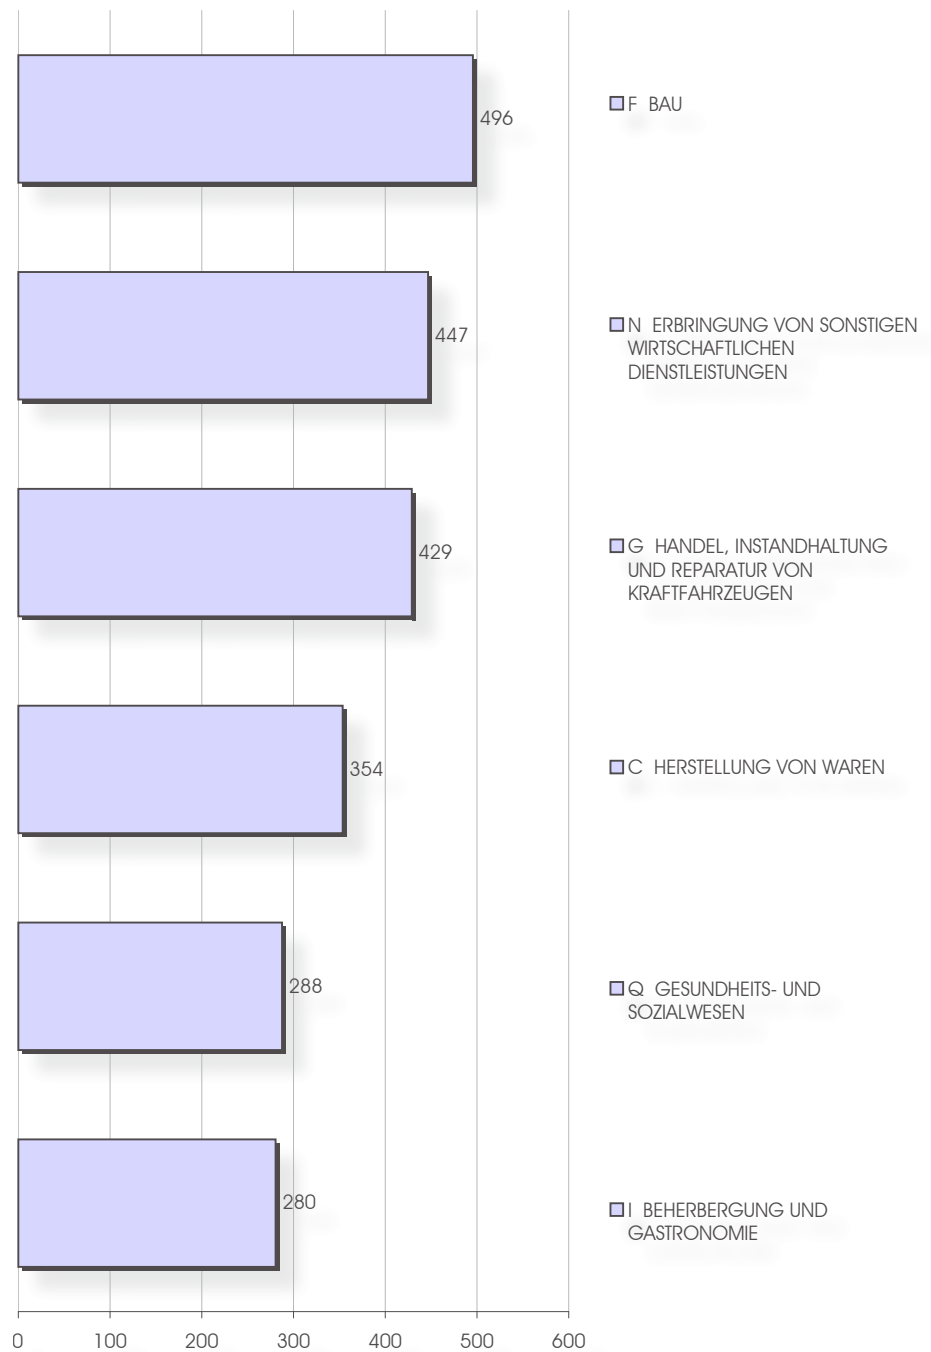 496
F BAU
447
N ERBRINGUNG VON SONSTIGEN
WIRTSCHAFTLICHEN
DIENSTLEISTUNGEN
429
G HANDEL, INSTANDHALTUNG
UND REPARATUR VON
KRAFTFAHRZEUGEN
354
C HERSTELLUNG VON WAREN
288
Q GESUNDHEITS- UND
SOZIALWESEN
280
I BEHERBERGUNG UND
GASTRONOMIE
0 100 200 300 400 500 600